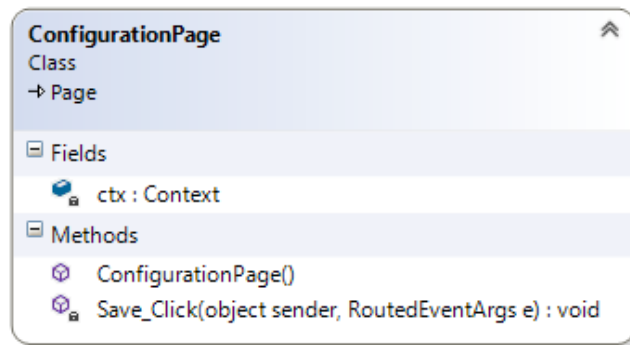 ConfigurationPage
Class
Page
Fields
ctx : Context
Methods
ConfigurationPage()
Save_Click(object sender, RoutedEventArgs e) : void